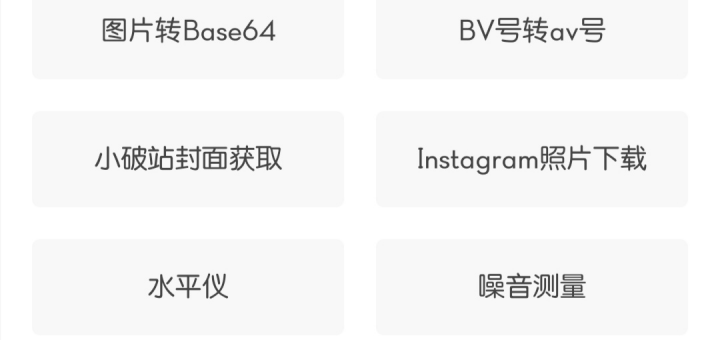 图片转Base64
BV号转av号
小破站封面获取
Instagram照片下载
水平仪
噪音测量